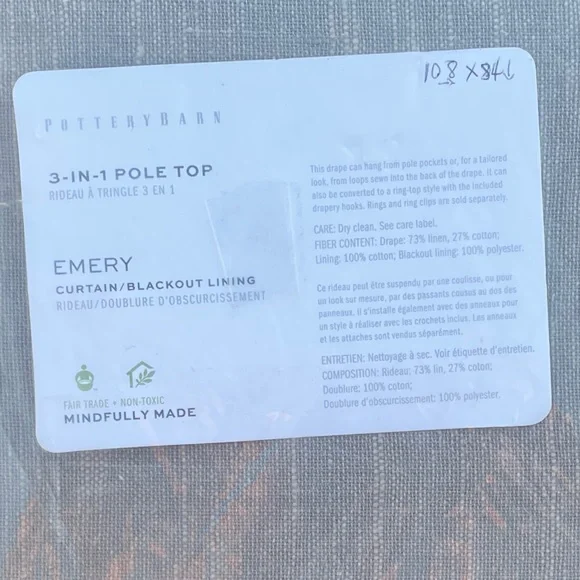 108 X 84
POTTERYBARN
3-IN-1 POLE TOP
RIDEAU À TRINGLE 3 EN 1
EMERY
CURTAIN/BLACKOUT LINING
RIDEAU/DOUBLURE D'OBSCURCISSEMENT
FAIR TRADE • NON-TOXIC
MINDFULLY MADE
This drape can hang from pole pockets or, for a tailored
look, from loops sewn into the back of the drape. It can
also be converted to a ring-top style with the included
drapery hooks. Rings and ring clips are sold separately.
CARE: Dry clean. See care label.
FIBER CONTENT: Drape: 73% linen, 27% cotton;
Lining: 100% cotton; Blackout lining: 100% polyester.
Ce rideau peut être suspendu par une coulisse, ou pour
un look sur mesure, par des passants cousus au dos des
panneaux. Il s'installe également avec des anneaux pour
un style à réaliser avec les crochets inclus. Les anneaux
et les attaches sont vendus séparément.
ENTRETIEN: Nettoyage à sec. Voir étiquette d'entretien.
COMPOSITION: Rideau: 73% lin, 27% coton;
Doublure: 100% coton;
Doublure d'obscurcissement: 100% polyester.